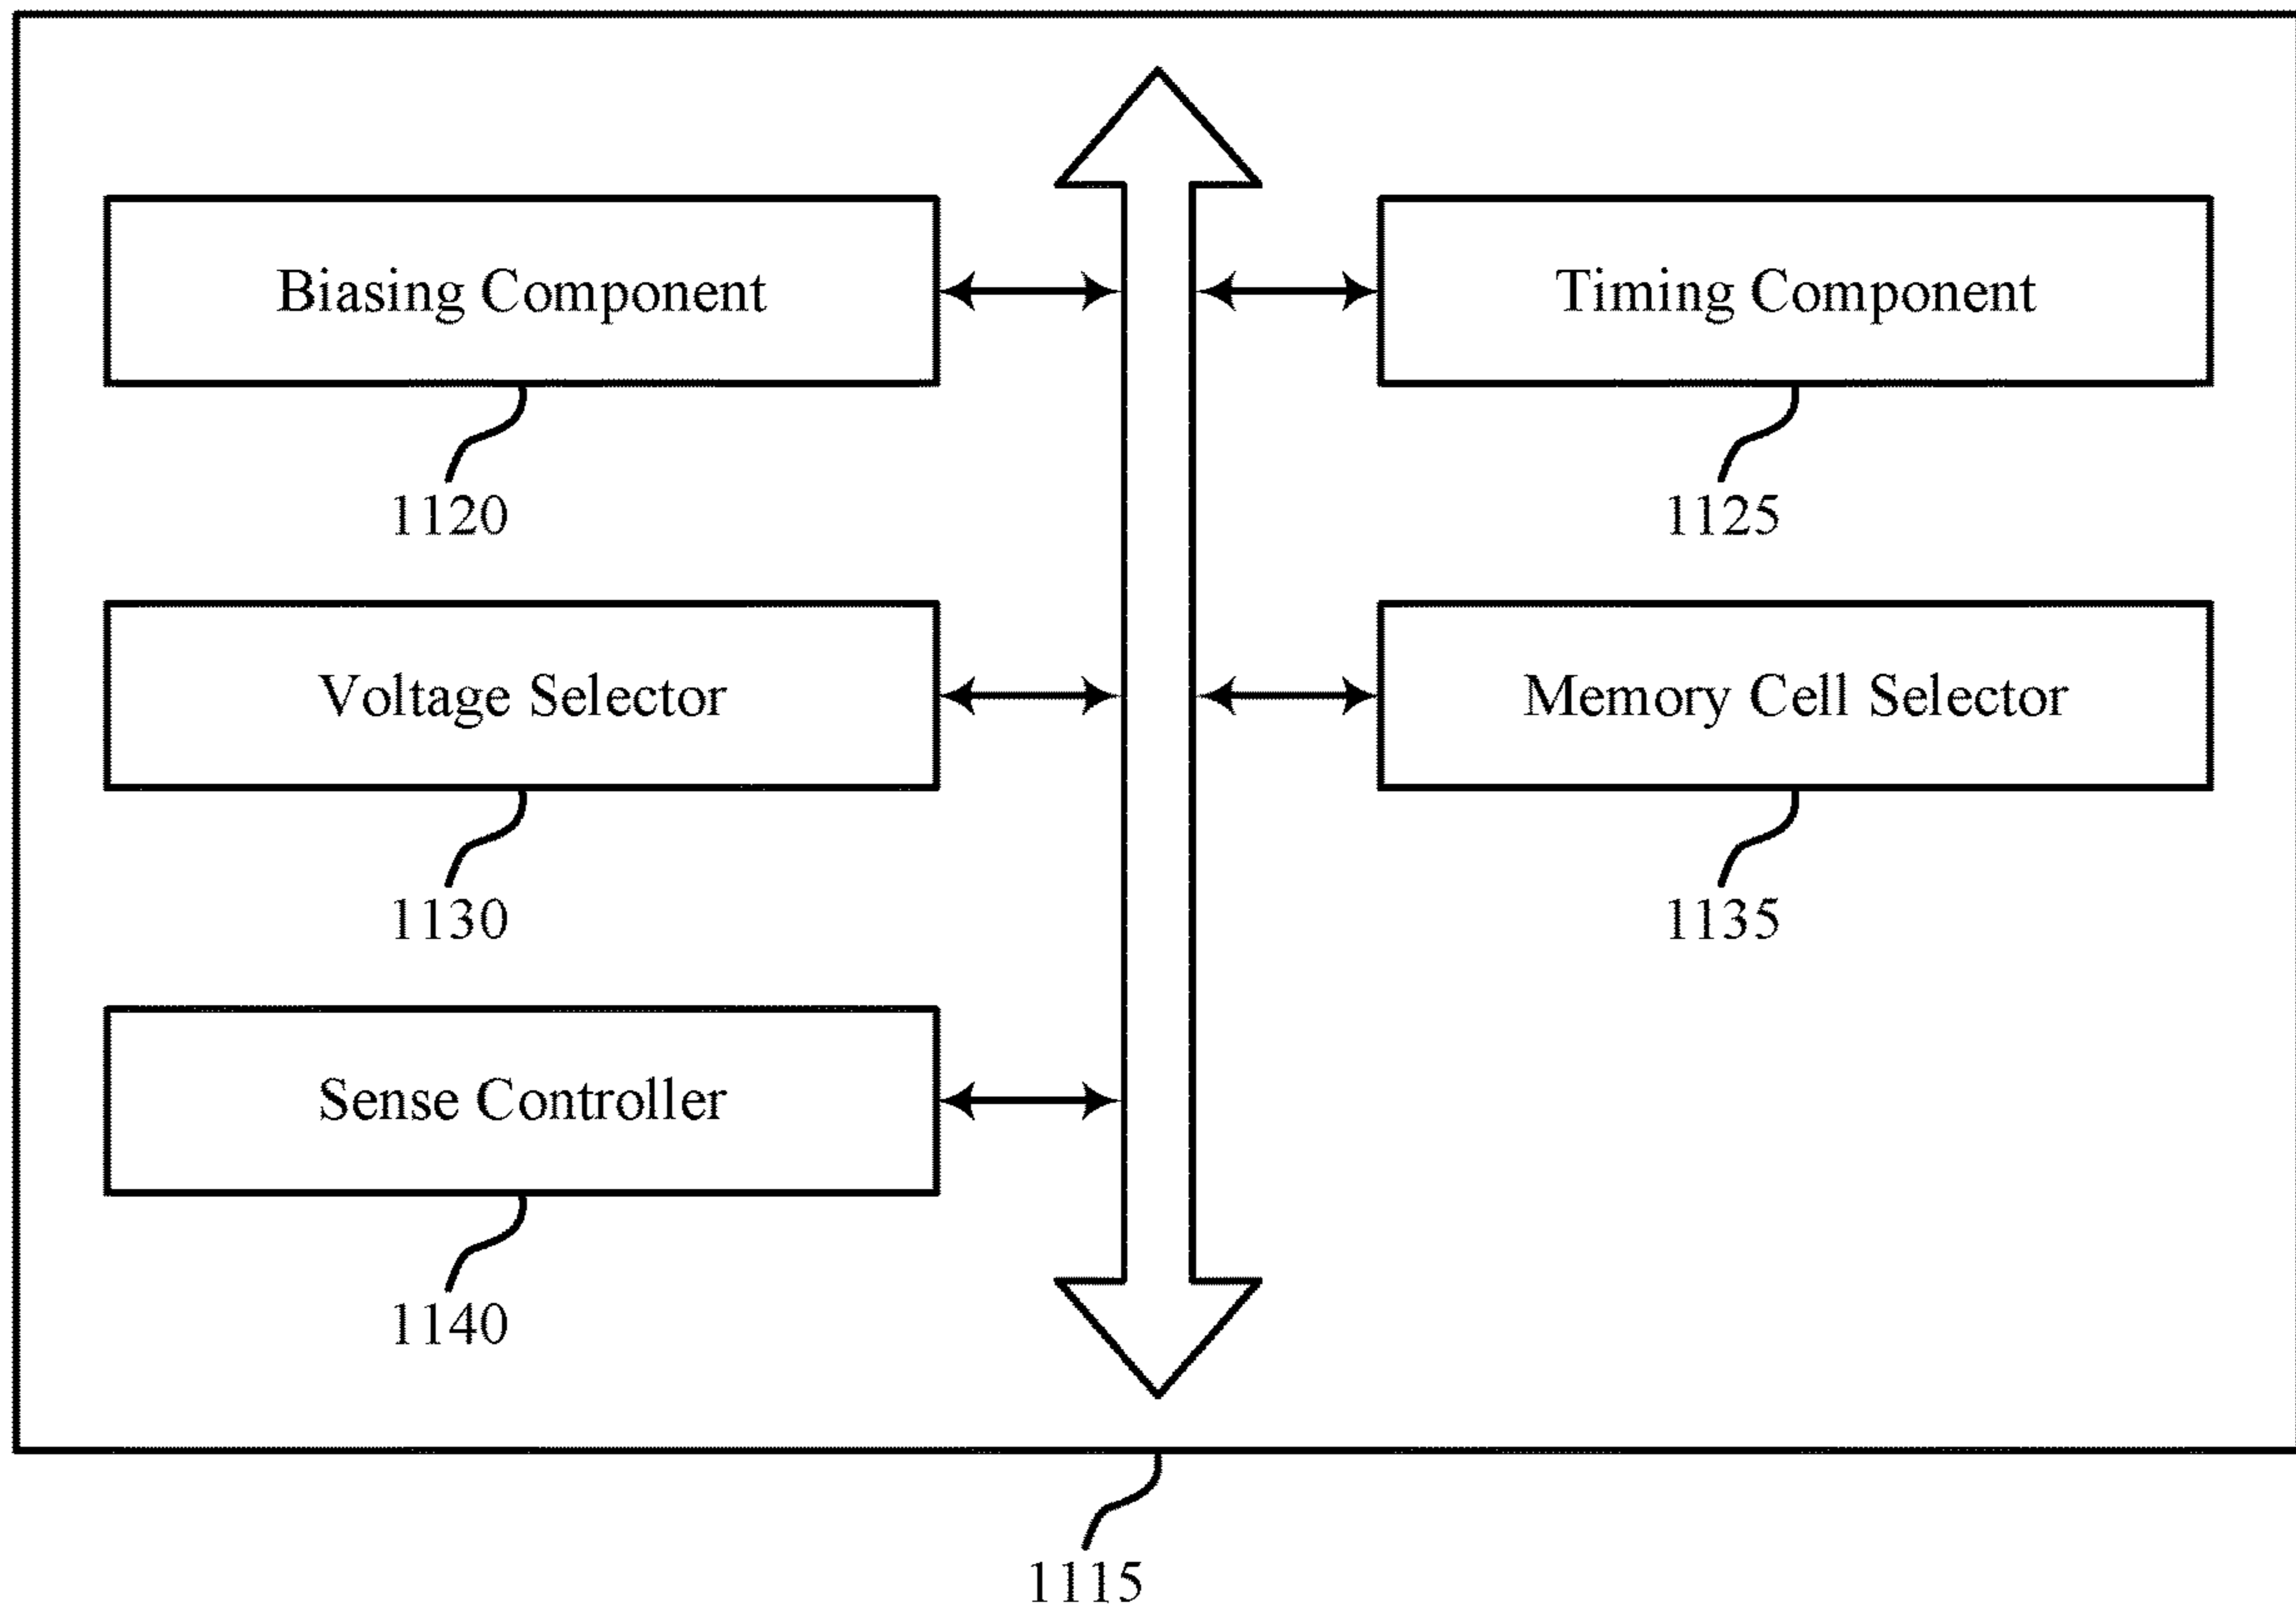 Biasing Component
Timing Component
1120
1125
Voltage Selector
Memory Cell Selector
1130
1135
Sense Controller
1140
1115